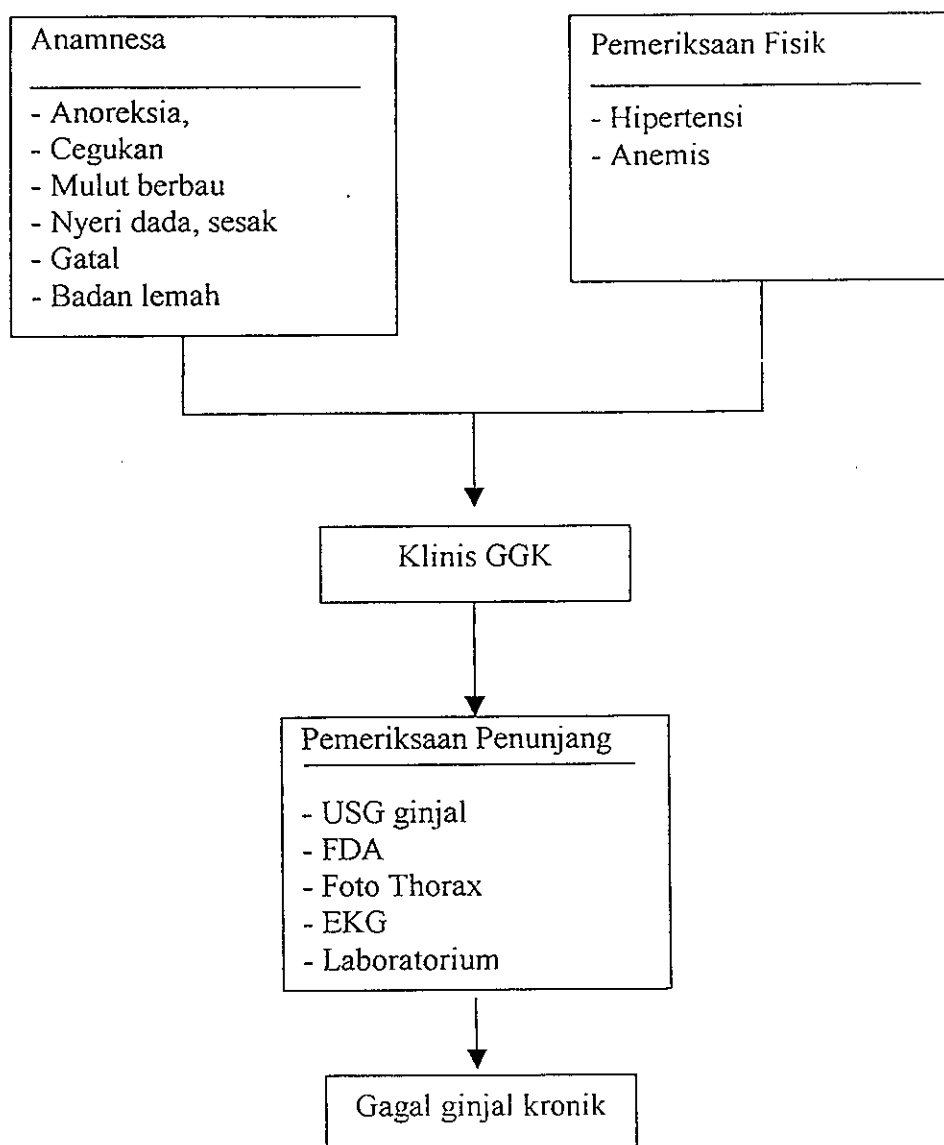 Anamnesa
- Anoreksia,
- Cegukan
- Mulut berbau
- Nyeri dada, sesak
- Gatal
- Badan lemah
Pemeriksaan Fisik
- Hipertensi
- Anemis
Klinis GGK
Pemeriksaan Penunjang
- USG ginjal
- FDA
- Foto Thorax
- EKG
- Laboratorium
Gagal ginjal kronik